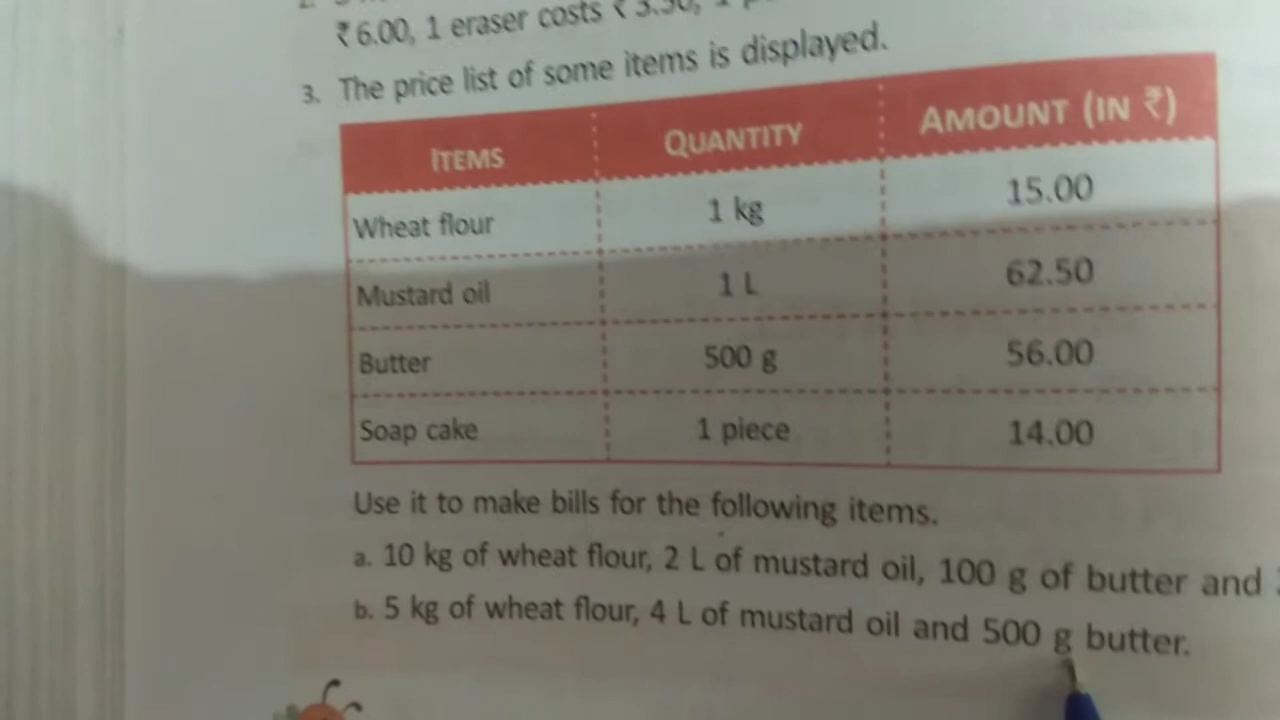 ₹ 6.00, 1 eraser costs ₹
3. The price list of some items is displayed.
ITEMS QUANTITY AMOUNT (IN ₹)
Wheat flour 1 kg 15.00
Mustard oil 1 L 62.50
Butter 500 g 56.00
Soap cake 1 piece 14.00
Use it to make bills for the following items.
a. 10 kg of wheat flour, 2 L of mustard oil, 100 g of butter and
b. 5 kg of wheat flour, 4 L of mustard oil and 500 g butter.